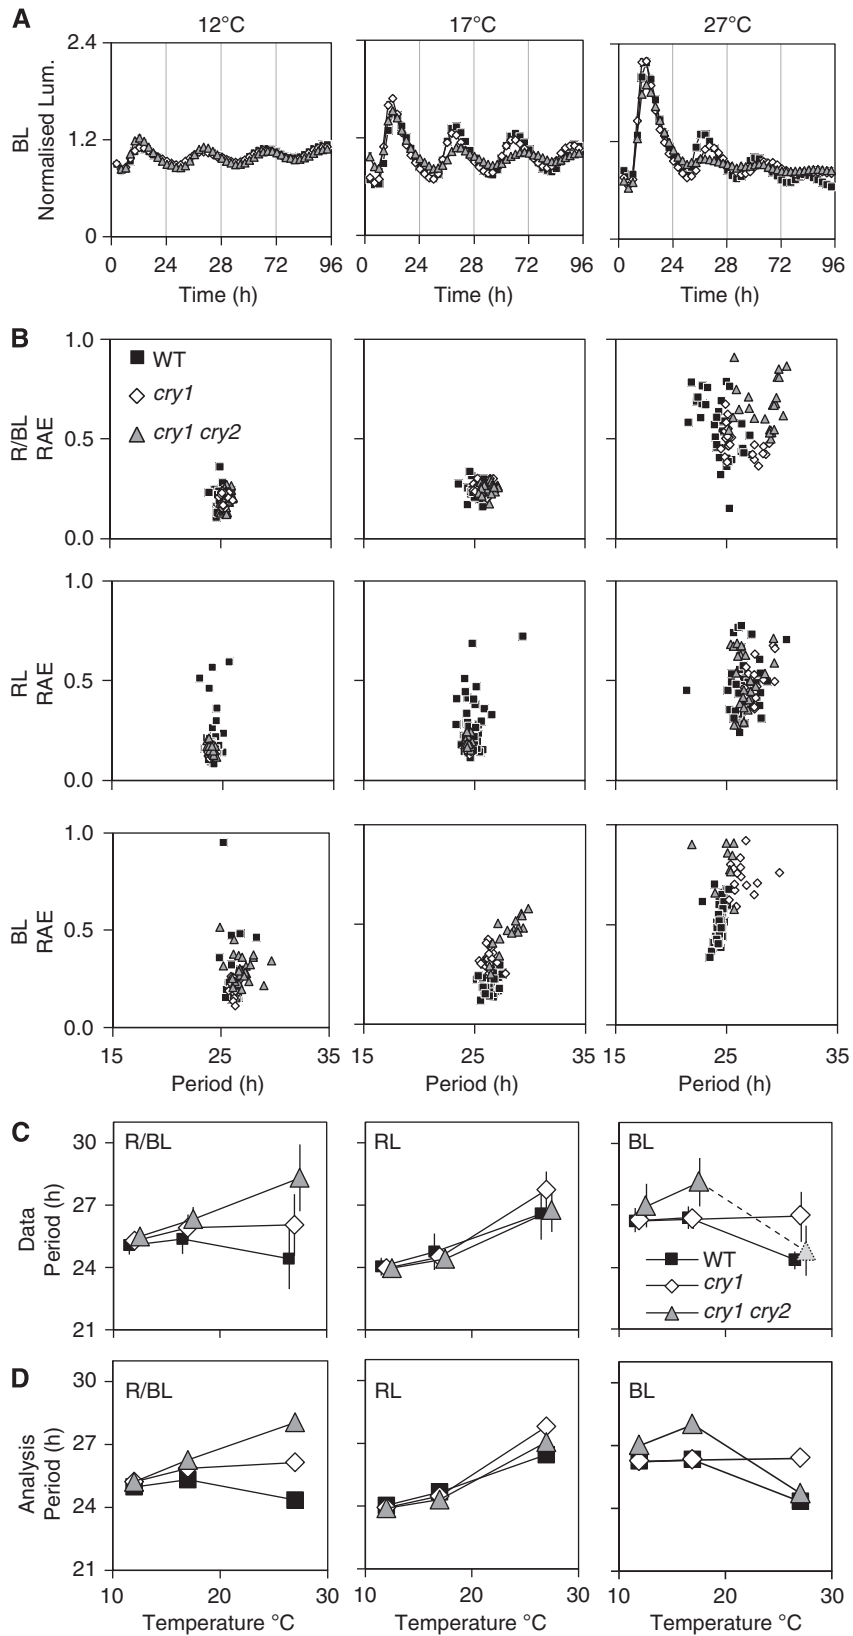 A
12°C
17°C
27°C
BL
Normalised Lum.
2.4
1.2
0
0 24 28 72 96
0 24 28 72 96
0 24 48 72 96
Time (h)
Time (h)
Time (h)
B
WT
cry1
cry1 cry2
R/BL
RAE
1.0
0.5
0.0
RL
RAE
1.0
0.5
0.0
BL
RAE
1.0
0.5
0.0
15 25 35
15 25 35
15 25 35
Period (h)
Period (h)
Period (h)
C
R/BL
RL
BL
Data
Period (h)
30
27
24
21
WT
cry1
cry1 cry2
D
R/BL
RL
BL
Analysis
Period (h)
30
27
24
21
10 20 30
10 20 30
10 20 30
Temperature °C
Temperature °C
Temperature °C